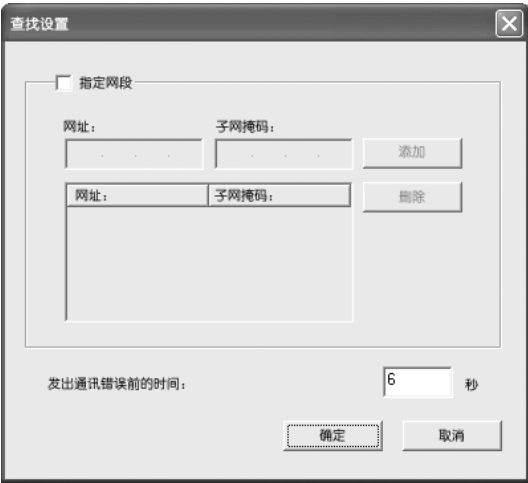 查找设置
指定网段
网址： 子网掩码：
添加
网址： 子网掩码：
删除
发出通讯错误前的时间： 6 秒
确定 取消